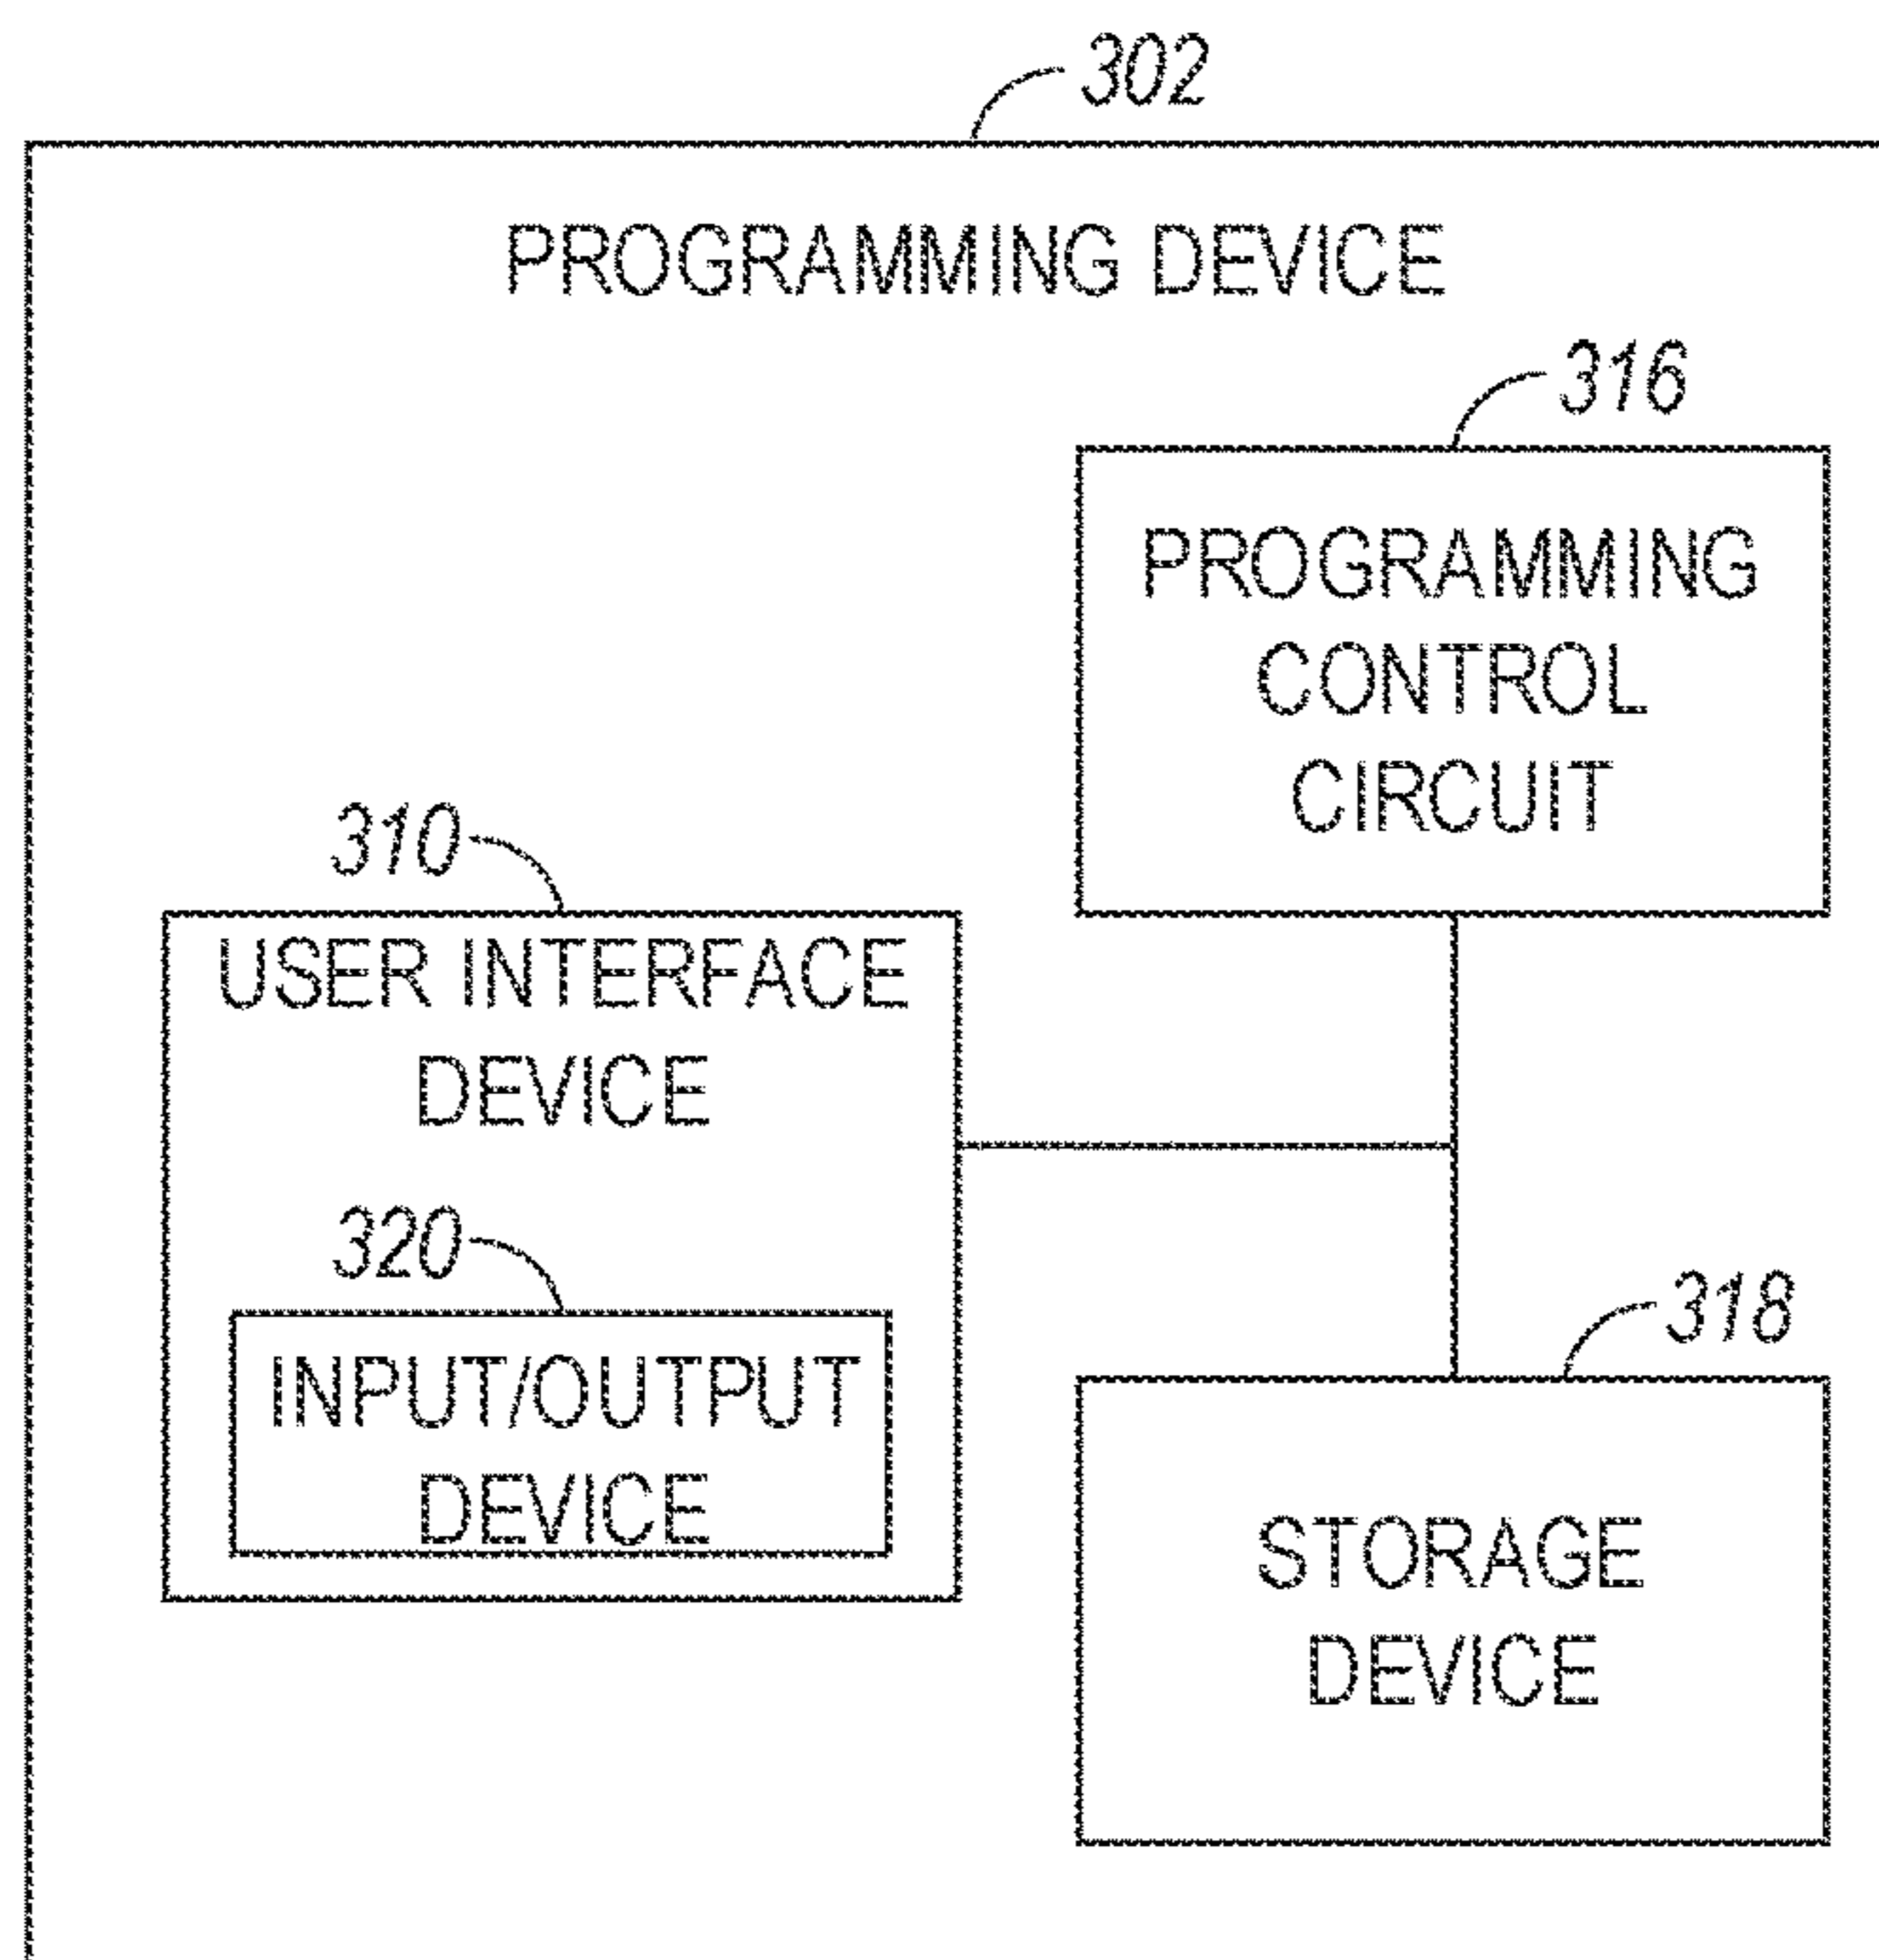 302
PROGRAMMING DEVICE
316
PROGRAMMING
CONTROL
CIRCUIT
310
USER INTERFACE
DEVICE
320
INPUT/OUTPUT
DEVICE
318
STORAGE
DEVICE